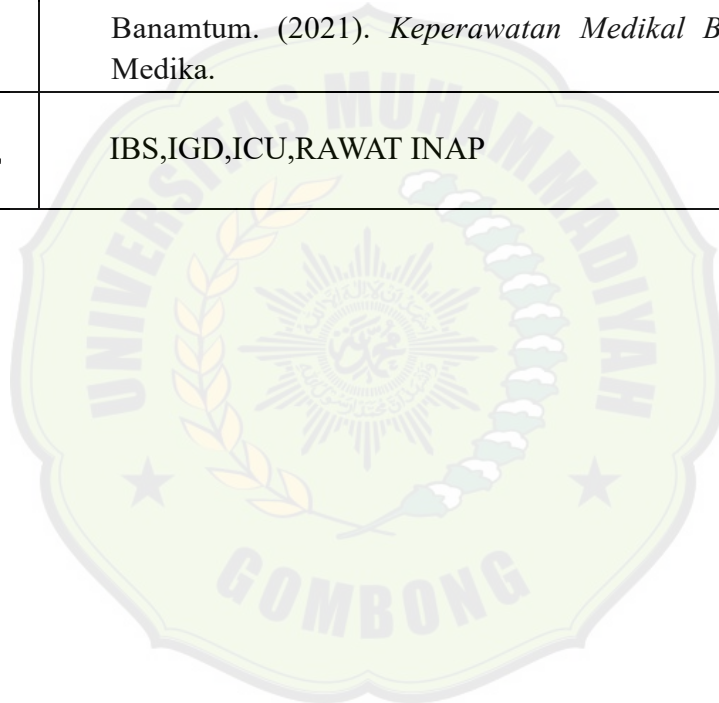 Banamtum. (2021). Keperawatan Medikal B
Medika.
IBS,IGD,ICU,RAWAT INAP
UNIVERSITAS MUHAMMADIYAH
GOMBONG